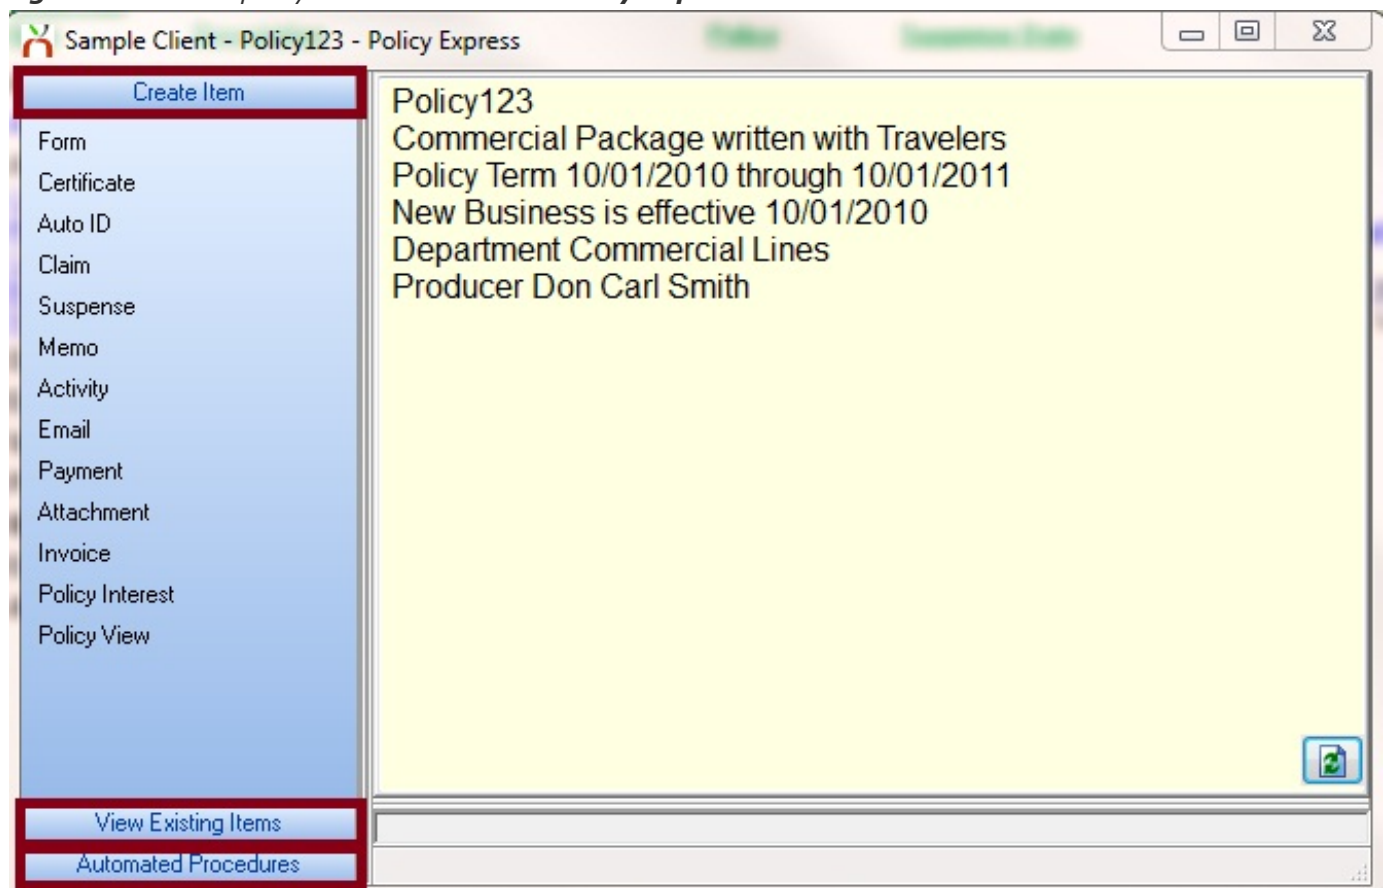 Sample Client - Policy123 - Policy Express
Create Item
Form
Certificate
Auto ID
Claim
Suspense
Memo
Activity
Email
Payment
Attachment
Invoice
Policy Interest
Policy View
View Existing Items
Automated Procedures
Policy123
Commercial Package written with Travelers
Policy Term 10/01/2010 through 10/01/2011
New Business is effective 10/01/2010
Department Commercial Lines
Producer Don Carl Smith